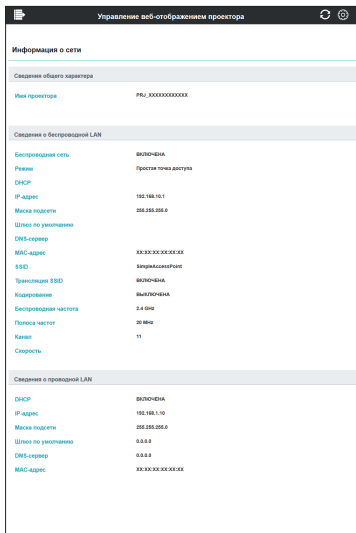 Управление веб-отображением проектора
Информация о сети
Сведения общего характера
Имя проектора PRJ_XXXXXXXXXXXX
Сведения о беспроводной LAN
Беспроводная сеть ВКЛЮЧЕНА
Режим Простая точка доступа
DHCP
IP-адрес 192.168.10.1
Маска подсети 255.255.255.0
Шлюз по умолчанию
DNS-сервер
MAC-адрес XX:XX:XX:XX:XX:XX
SSID SimpleAccessPoint
Трансляция SSID ВКЛЮЧЕНА
Кодирование ВЫКЛЮЧЕНА
Беспроводная частота 2.4 GHz
Полоса частот 20 MHz
Канал 11
Скорость
Сведения о проводной LAN
DHCP ВКЛЮЧЕНА
IP-адрес 192.168.1.10
Маска подсети 255.255.255.0
Шлюз по умолчанию 0.0.0.0
DNS-сервер 0.0.0.0
MAC-адрес XX:XX:XX:XX:XX:XX